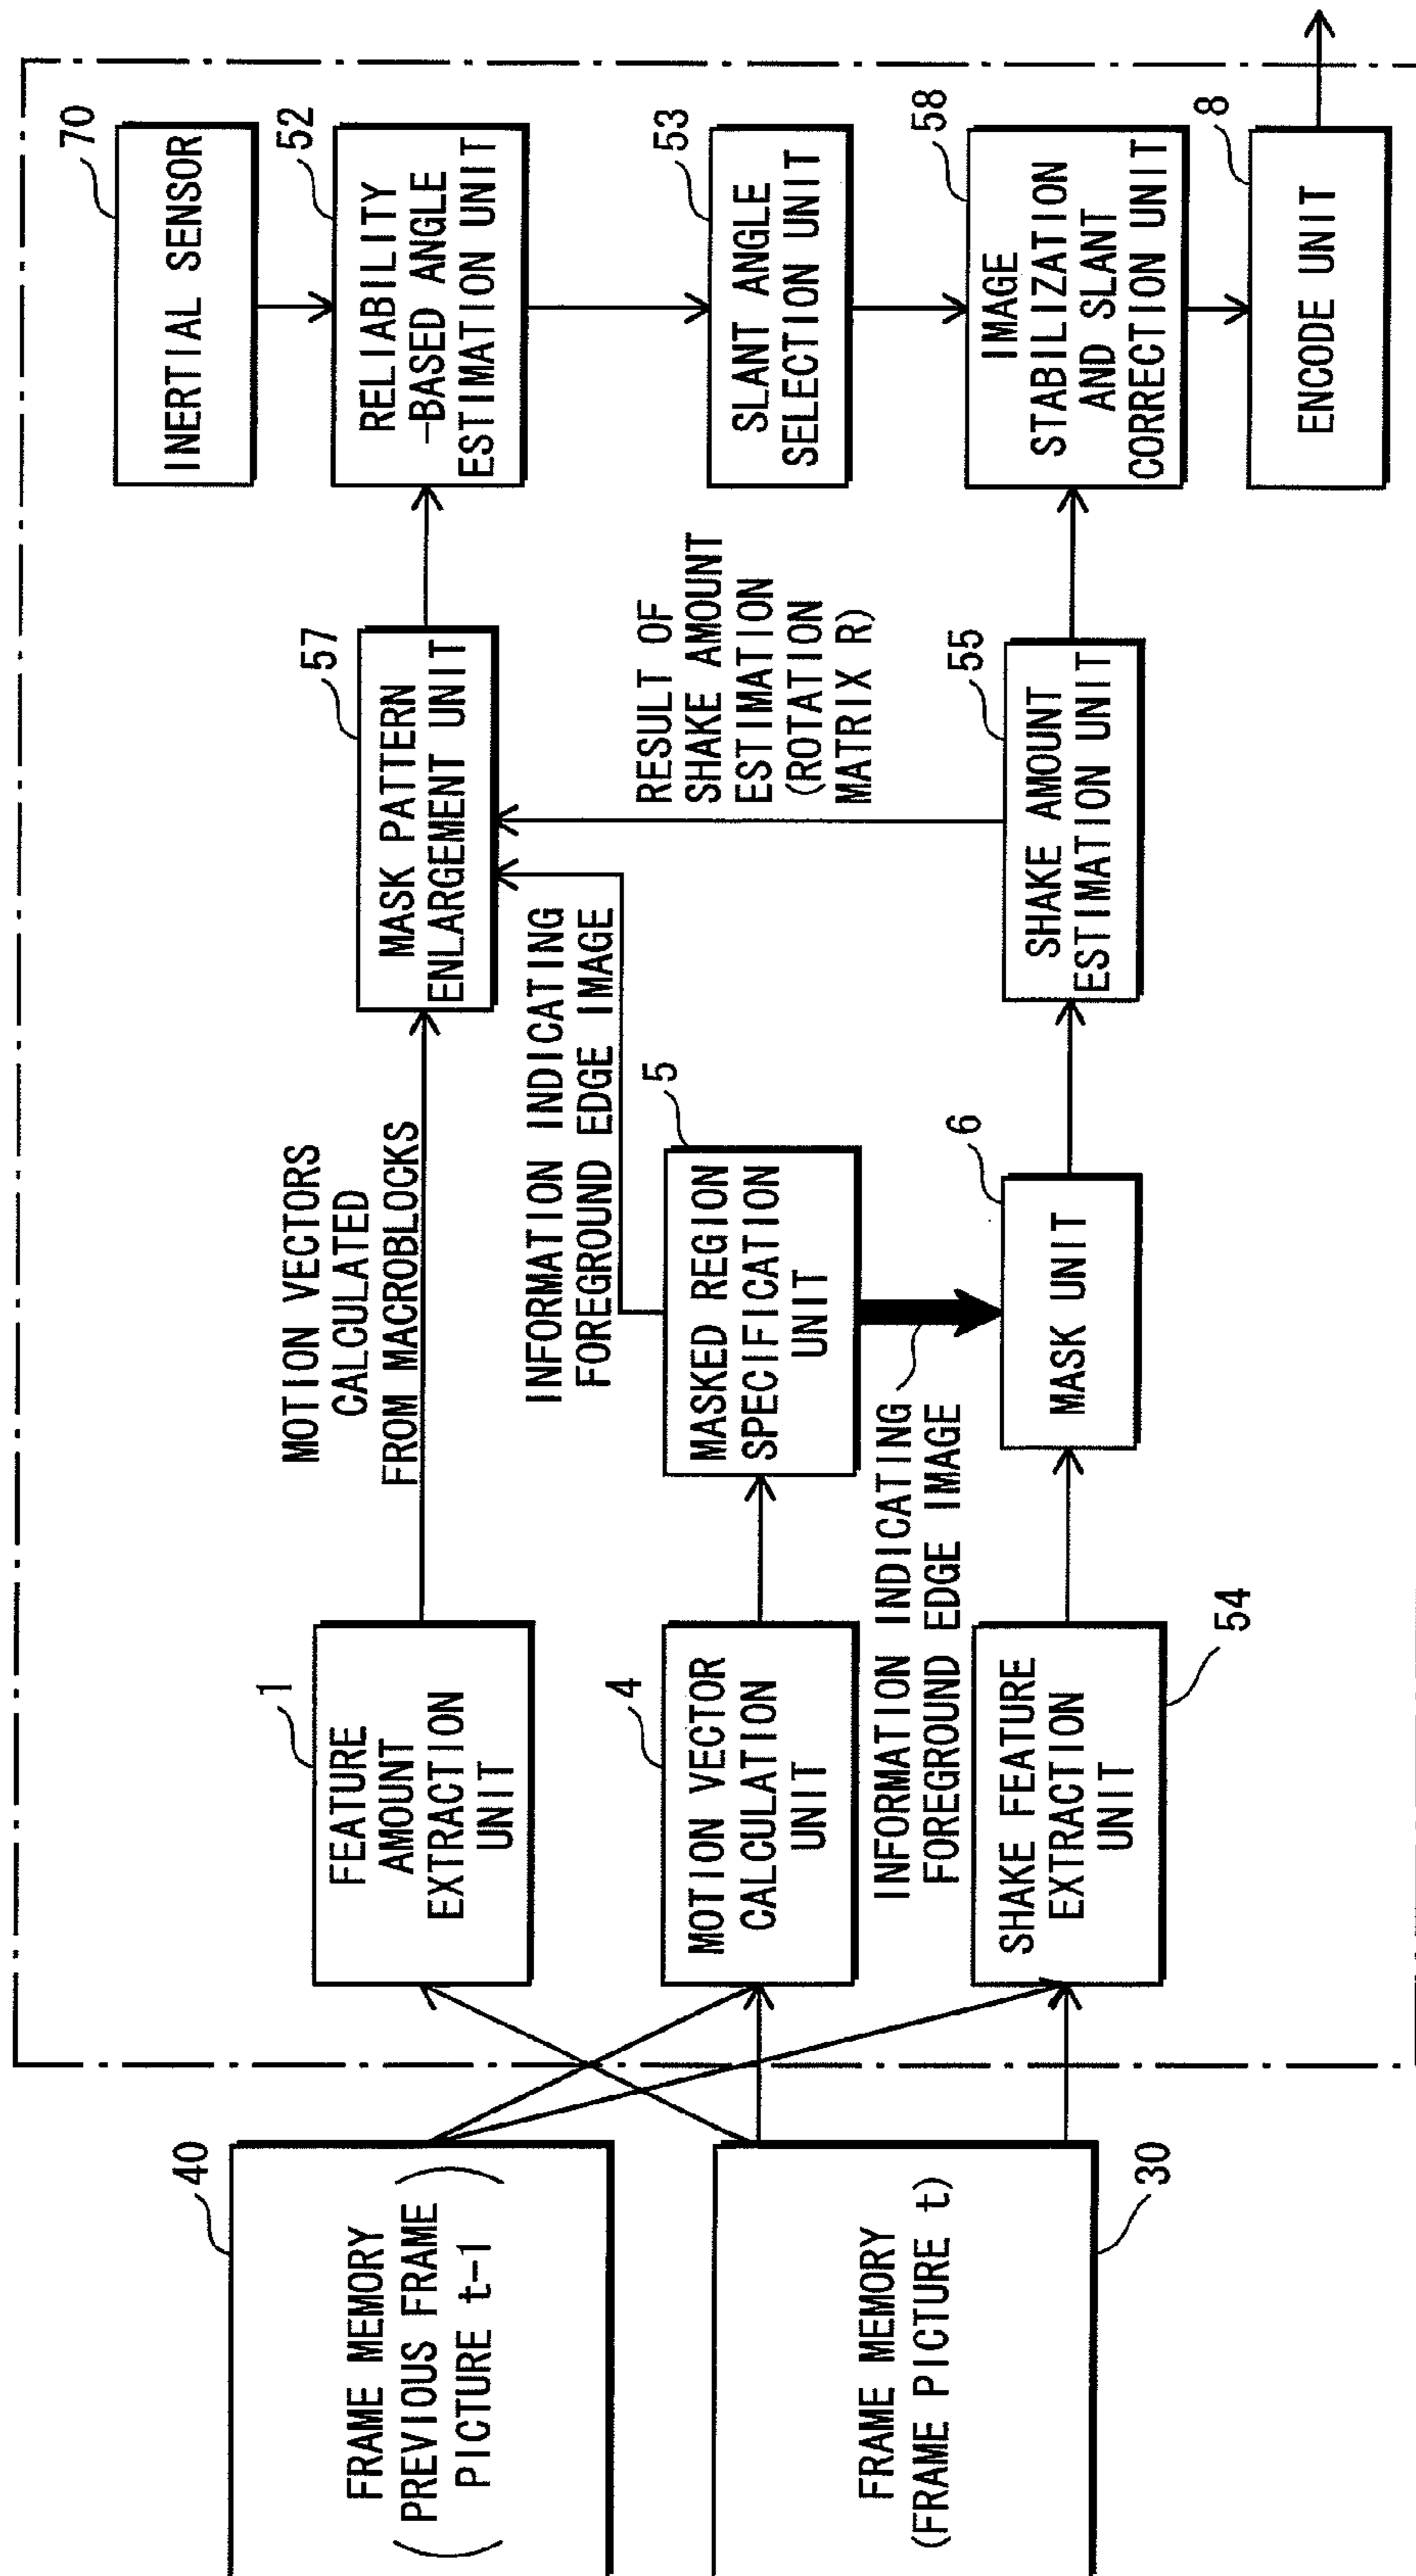 40
FRAME MEMORY
(PREVIOUS FRAME
PICTURE t-1)
FRAME MEMORY
(FRAME PICTURE t)
30
1
FEATURE
AMOUNT
EXTRACTION
UNIT
4
MOTION VECTOR
CALCULATION
UNIT
SHAKE FEATURE
EXTRACTION
UNIT
54
MOTION VECTORS
CALCULATED
FROM MACROBLOCKS
INFORMATION INDICATING
FOREGROUND EDGE IMAGE
5
MASKED REGION
SPECIFICATION
UNIT
INFORMATION INDICATING
FOREGROUND EDGE IMAGE
6
MASK UNIT
57
MASK PATTERN
ENLARGEMENT UNIT
RESULT OF
SHAKE AMOUNT
ESTIMATION
(ROTATION
MATRIX R)
55
SHAKE AMOUNT
ESTIMATION UNIT
70
INERTIAL SENSOR
52
RELIABILITY
-BASED ANGLE
ESTIMATION UNIT
53
SLANT ANGLE
SELECTION UNIT
58
IMAGE
STABILIZATION
AND SLANT
CORRECTION UNIT
8
ENCODE UNIT